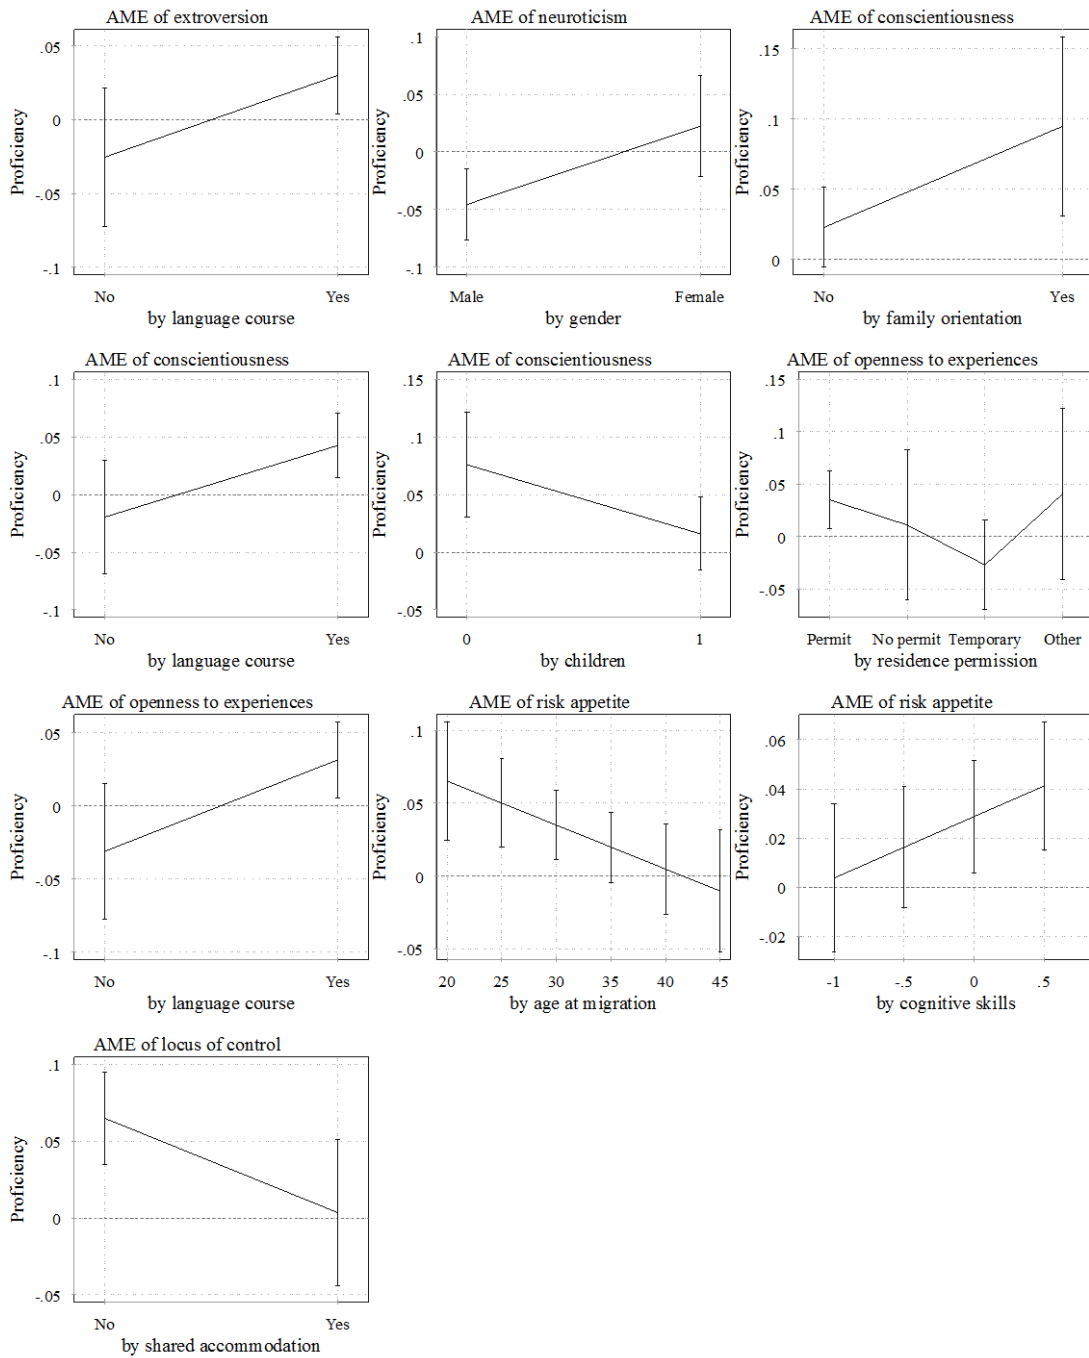 AME of extroversion
Proficiency
.05
0
-.05
-.1
No Yes
by language course
AME of neuroticism
Proficiency
.1
.05
0
-.05
-.1
Male Female
by gender
AME of conscientiousness
Proficiency
.15
.1
.05
0
No Yes
by family orientation
AME of conscientiousness
Proficiency
.1
.05
0
-.05
-.1
No Yes
by language course
AME of conscientiousness
Proficiency
.15
.1
.05
0
-.05
0 1
by children
AME of openness to experiences
Proficiency
.15
.1
.05
0
-.05
Permit No permit Temporary Other
by residence permission
AME of openness to experiences
Proficiency
.05
0
-.05
-.1
No Yes
by language course
AME of risk appetite
Proficiency
.1
.05
0
-.05
20 25 30 35 40 45
by age at migration
AME of risk appetite
Proficiency
.06
.04
.02
0
-.02
-1 -.5 0 .5
by cognitive skills
AME of locus of control
Proficiency
.1
.05
0
-.05
No Yes
by shared accommodation